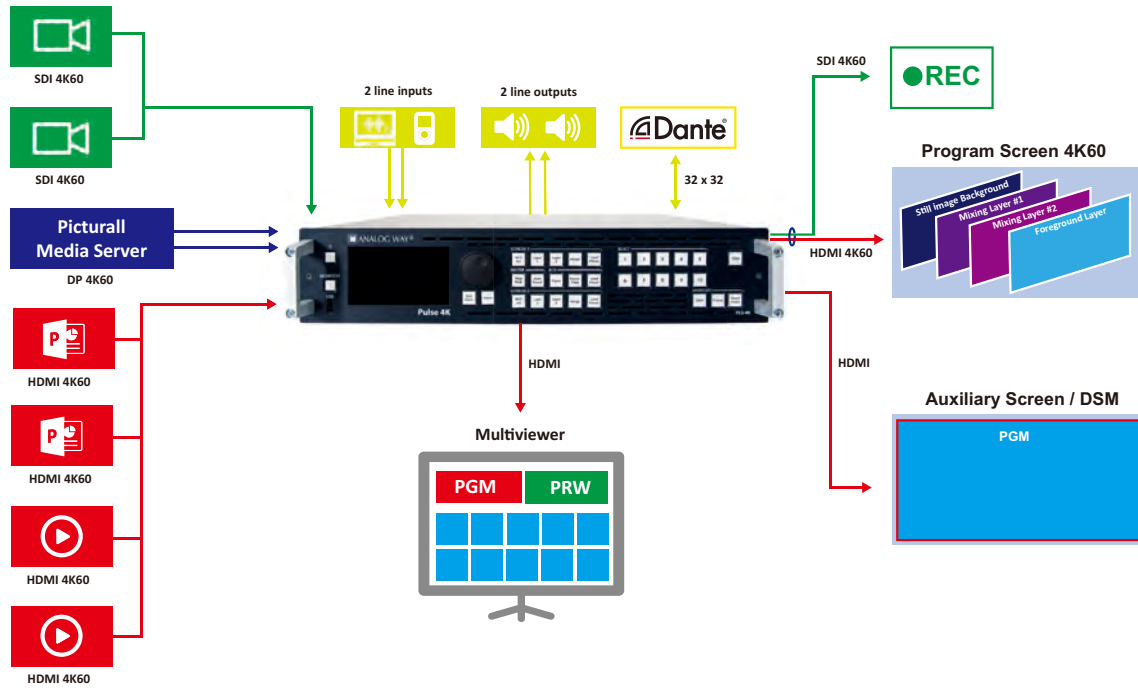 SDI 4K60
SDI 4K60
Picturall
Media Server
DP 4K60
P
HDMI 4K60
P
HDMI 4K60
HDMI 4K60
HDMI 4K60
2 line inputs
2 line outputs
Dante
32 x 32
ANALOG WAY®
Pulse 4K
HDMI
Multiviewer
PGM
PRW
SDI 4K60
REC
HDMI 4K60
Program Screen 4K60
Still image Background
Mixing Layer #1
Mixing Layer #2
Foreground Layer
HDMI
Auxiliary Screen / DSM
PGM